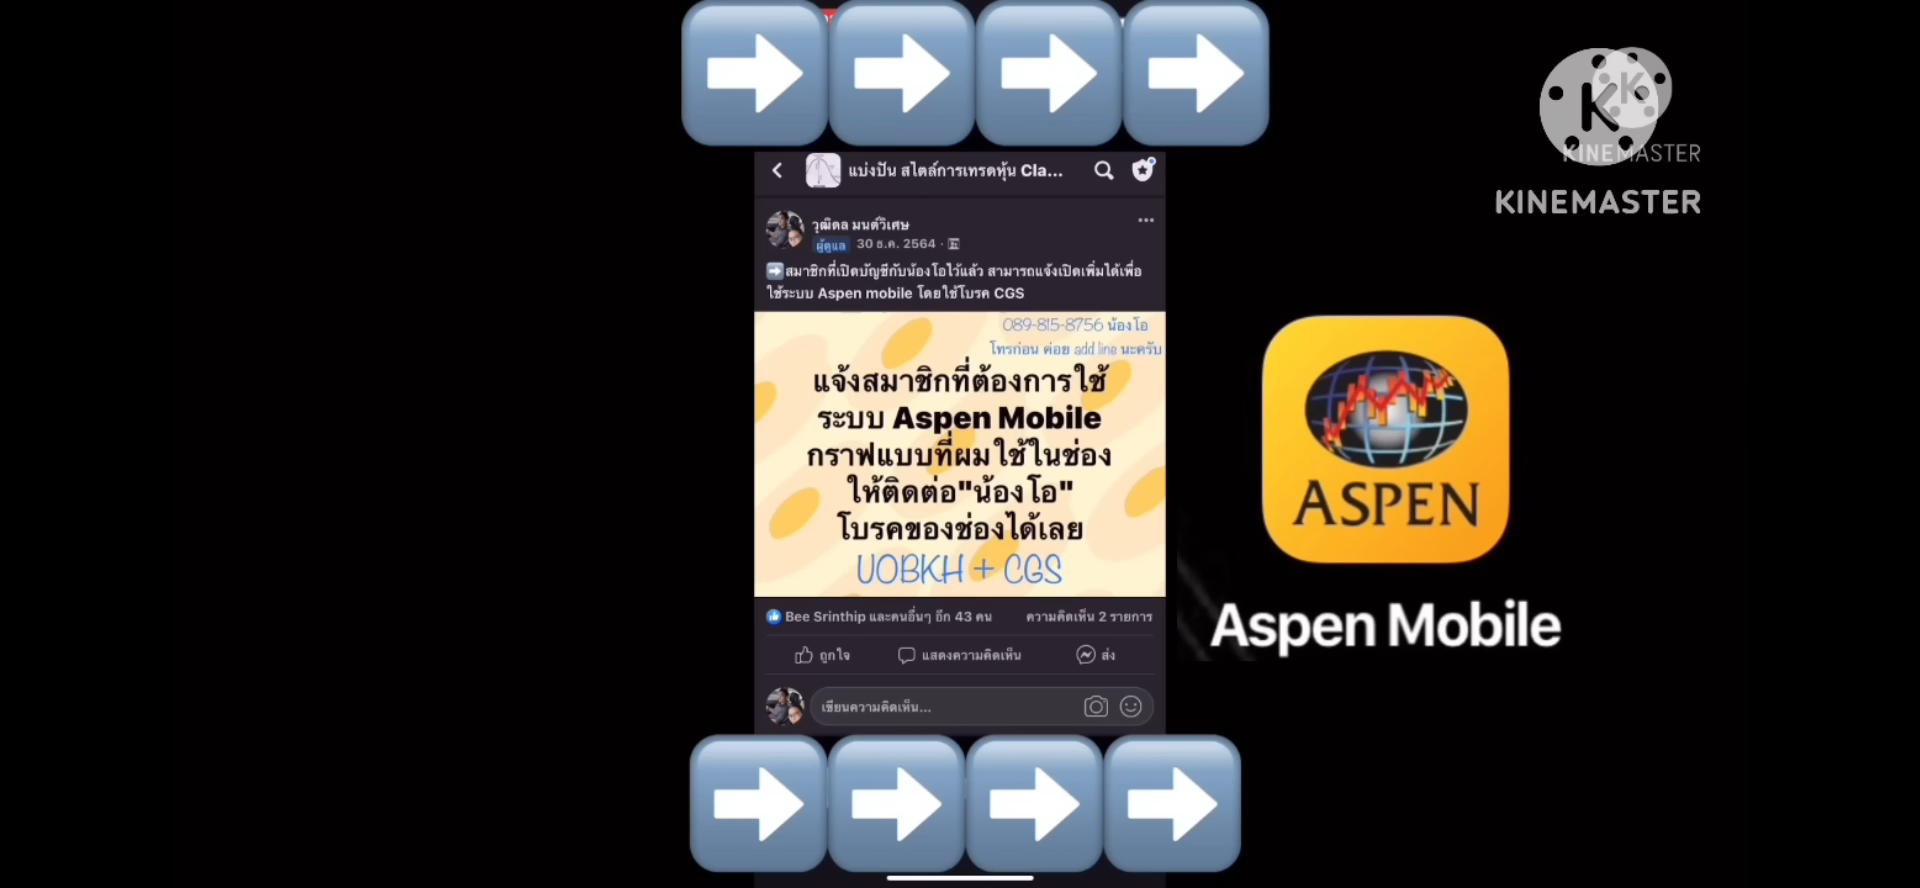 แบ่งปัน สไตล์การเทรดหุ้น Cla...
วุฒิดล มนต์วิเศษ
ผู้ดูแล 30 ธ.ค. 2564
สมาชิกที่เปิดบัญชีกับน้องโอไว้แล้ว สามารถแจ้งเปิดเพิ่มได้เพื่อ
ใช้ระบบ Aspen mobile โดยใช้โบรค CGS
089-815-8756 น้องโอ
โทรก่อน ค่อย add line นะครับ
แจ้งสมาชิกที่ต้องการใช้
ระบบ Aspen Mobile
กราฟแบบที่ผมใช้ในช่อง
ให้ติดต่อ"น้องโอ"
โบรคของช่องได้เลย
UOBKH + CGS
Bee Srinthip และคนอื่นๆ อีก 43 คน ความคิดเห็น 2 รายการ
ถูกใจ แสดงความคิดเห็น ส่ง
เขียนความคิดเห็น...
K
K
KINEMASTER
KINEMASTER
ASPEN
Aspen Mobile